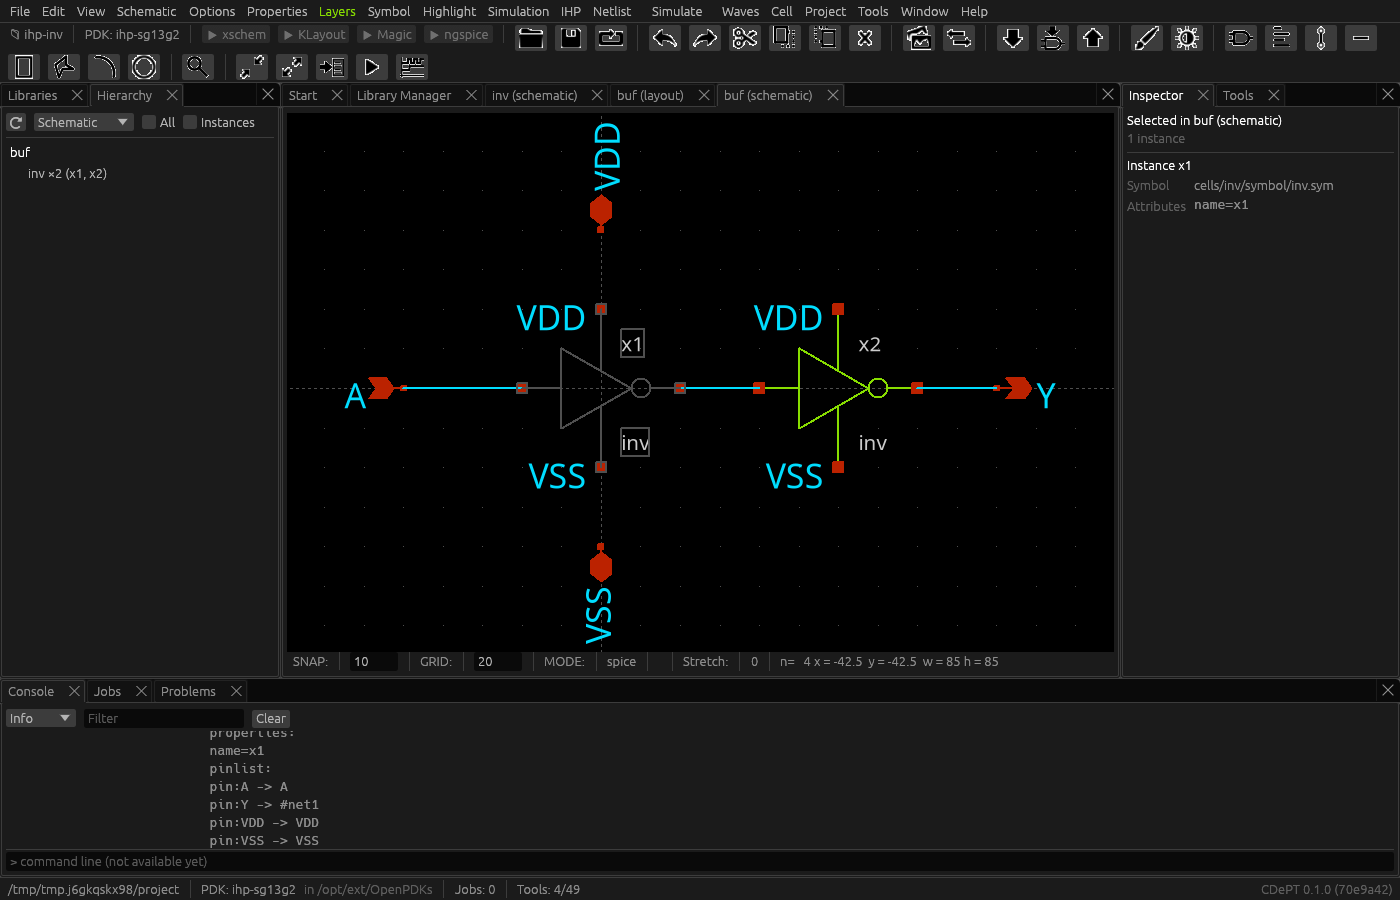 File Edit View Schematic Options Properties Layers Symbol Highlight Simulation IHP Netlist Simulate Waves Cell Project Tools Window Help
ihp-inv PDK: ihp-sg13g2 xschem KLayout Magic ngspice
Libraries Hierarchy Start Library Manager inv (schematic) buf (layout) buf (schematic) Inspector Tools
Schematic All Instances
buf
inv ×2 (x1, x2)
VDD
VDD
x1
VDD
x2
A
Y
inv
VSS
inv
VSS
VSS
SNAP: 10 GRID: 20 MODE: spice Stretch: 0 n= 4 x = -42.5 y = -42.5 w = 85 h = 85
Selected in buf (schematic)
1 instance
Instance x1
Symbol cells/inv/symbol/inv.sym
Attributes name=x1
Console Jobs Problems
Info Filter Clear
properties:
name=x1
pinlist:
pin:A -> A
pin:Y -> #net1
pin:VDD -> VDD
pin:VSS -> VSS
> command line (not available yet)
/tmp/tmp.j6gkqskx98/project PDK: ihp-sg13g2 in /opt/ext/OpenPDKs Jobs: 0 Tools: 4/49 CDePT 0.1.0 (70e9a42)